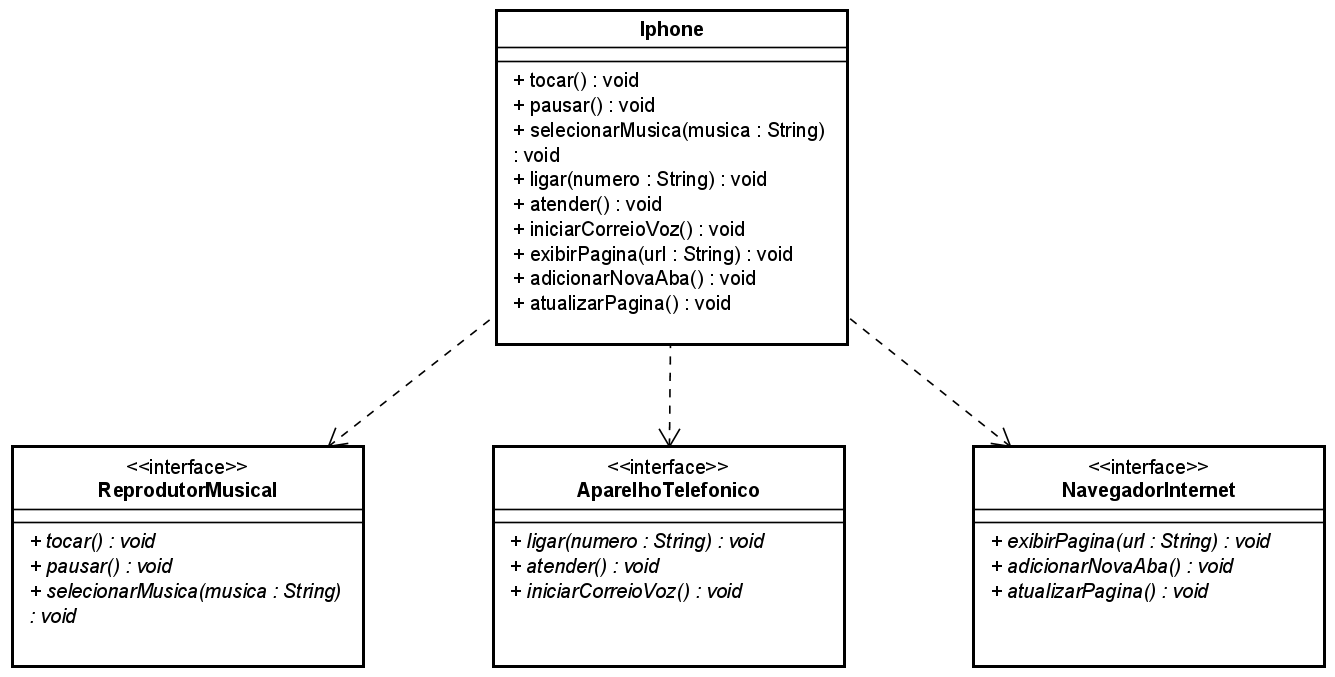 Iphone
+ tocar() : void
+ pausar() : void
+ selecionarMusica(musica : String)
: void
+ ligar(numero : String) : void
+ atender() : void
+ iniciarCorreioVoz() : void
+ exibirPagina(url : String) : void
+ adicionarNovaAba() : void
+ atualizarPagina() : void
<<interface>>
ReprodutorMusical
+ tocar() : void
+ pausar() : void
+ selecionarMusica(musica : String)
: void
<<interface>>
AparelhoTelefonico
+ ligar(numero : String) : void
+ atender() : void
+ iniciarCorreioVoz() : void
<<interface>>
NavegadorInternet
+ exibirPagina(url : String) : void
+ adicionarNovaAba() : void
+ atualizarPagina() : void